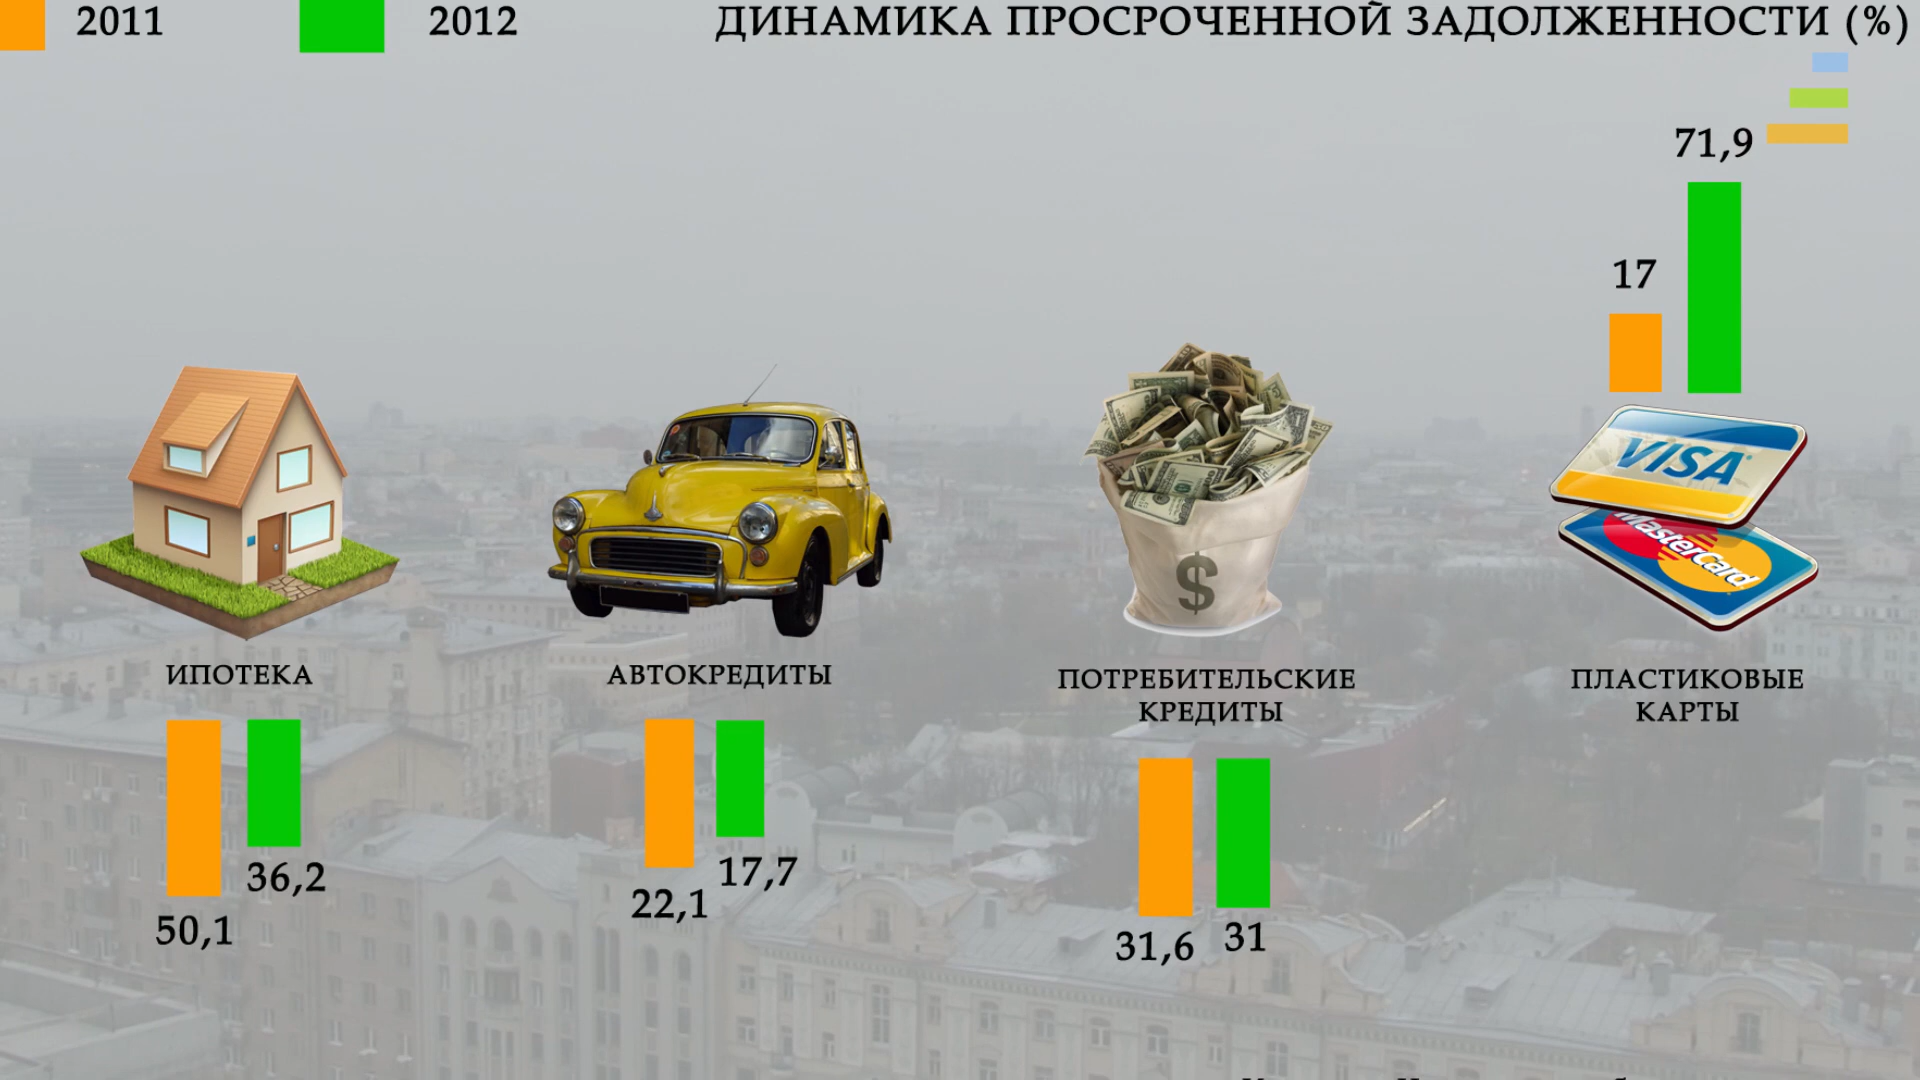 2011
2012
ДИНАМИКА ПРОСРОЧЕННОЙ ЗАДОЛЖЕННОСТИ (%)
71,9
17
VISA
MasterCard
$
ИПОТЕКА
АВТОКРЕДИТЫ
ПОТРЕБИТЕЛЬСКИЕ
КРЕДИТЫ
ПЛАСТИКОВЫЕ
КАРТЫ
50,1
36,2
22,1
17,7
31,6
31